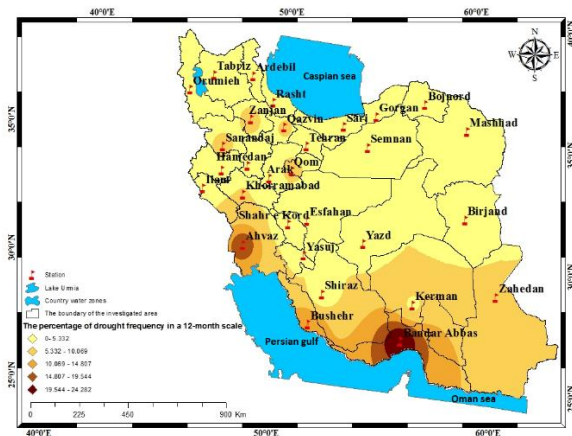 40°0'E 50°0'E 60°0'E
Tabriz Ardebil
Orumieh
Caspian sea
Rasht
Zanjan
Qazvin
Sari
Gorgan
Bojnord
Mashhad
35°0'N
Sanandaj
Tehran
Semnan
Hamedan
Qom
Arak
Ilam
Khorramabad
Shahr e Kord
Esfahan
Birjand
Ahvaz
Yasuj
Yazd
30°0'N
Station
Lake Urmia
Country water zones
The boundary of the investigated area
Shiraz
Kerman
Zahedan
Bushehr
The percentage of drought frequency in a 12-month scale
0- 5.332
5.332 - 10.069
10.069 - 14.807
14.807 - 19.544
19.544 - 24.282
Persian gulf
Bandar Abbas
25°0'N
Oman sea
0 225 450 900 Km
50°0'E 60°0'E